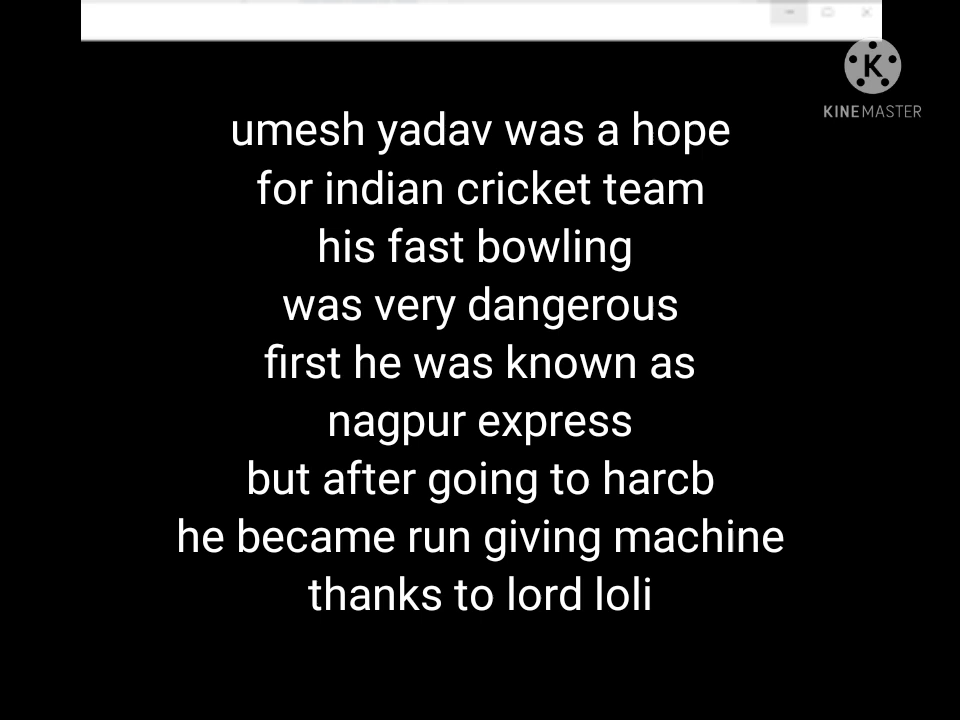 K
KINEMASTER
umesh yadav was a hope
for indian cricket team
his fast bowling
was very dangerous
first he was known as
nagpur express
but after going to harcb
he became run giving machine
thanks to lord loli